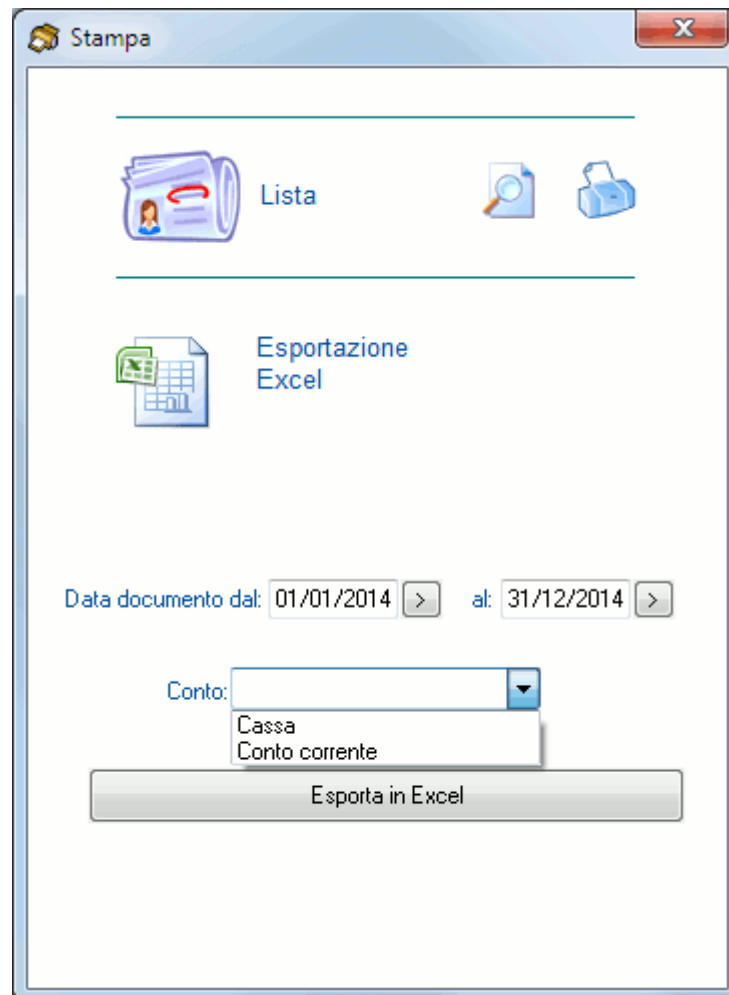 Stampa
Lista
Esportazione
Excel
Data documento dal: 01/01/2014 > al: 31/12/2014 >
Conto:
Cassa
Conto corrente
Esporta in Excel